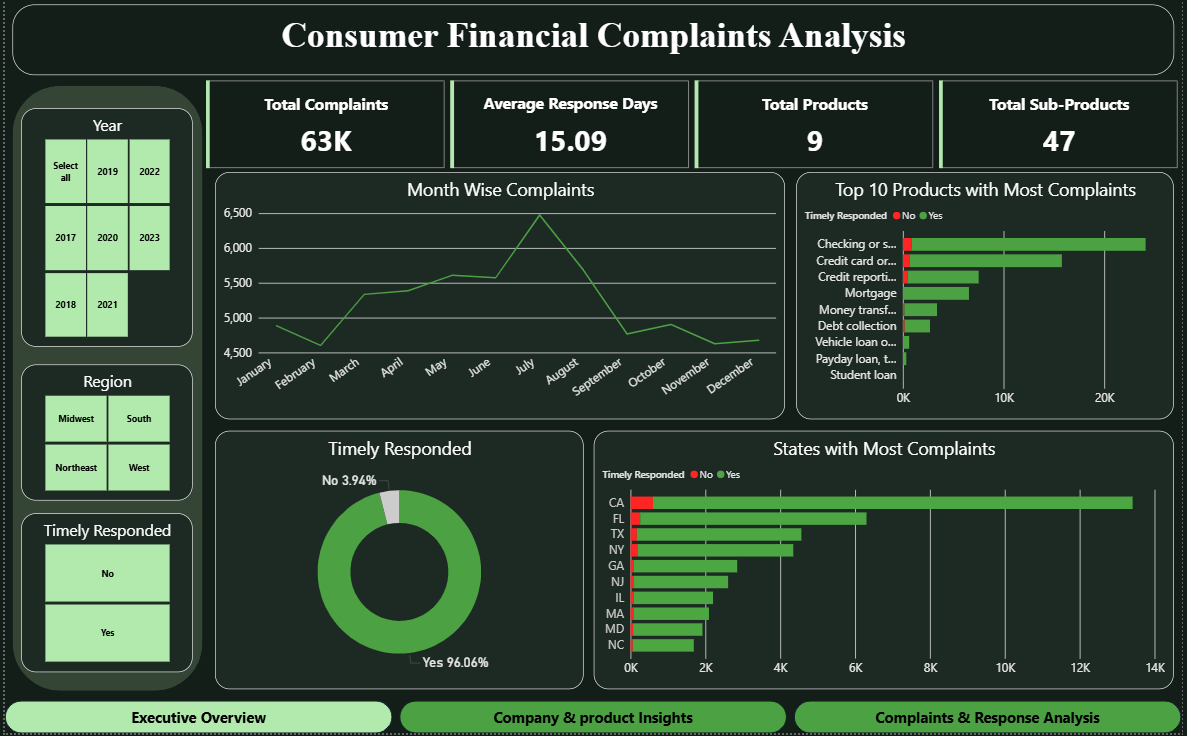 Consumer Financial Complaints Analysis
Total Complaints
63K
Average Response Days
15.09
Total Products
9
Total Sub-Products
47
Year
Select all
2019
2022
2017
2020
2023
2018
2021
Region
Midwest
South
Northeast
West
Timely Responded
No
Yes
Month Wise Complaints
6,500
6,000
5,500
5,000
4,500
January
February
March
April
May
June
July
August
September
October
November
December
Top 10 Products with Most Complaints
Timely Responded No Yes
Checking or s...
Credit card or...
Credit reporti...
Mortgage
Money transf...
Debt collection
Vehicle loan o...
Payday loan, t...
Student loan
0K 10K 20K
Timely Responded
No 3.94%
Yes 96.06%
States with Most Complaints
Timely Responded No Yes
CA
FL
TX
NY
GA
NJ
IL
MA
MD
NC
0K 2K 4K 6K 8K 10K 12K 14K
Executive Overview
Company & product Insights
Complaints & Response Analysis